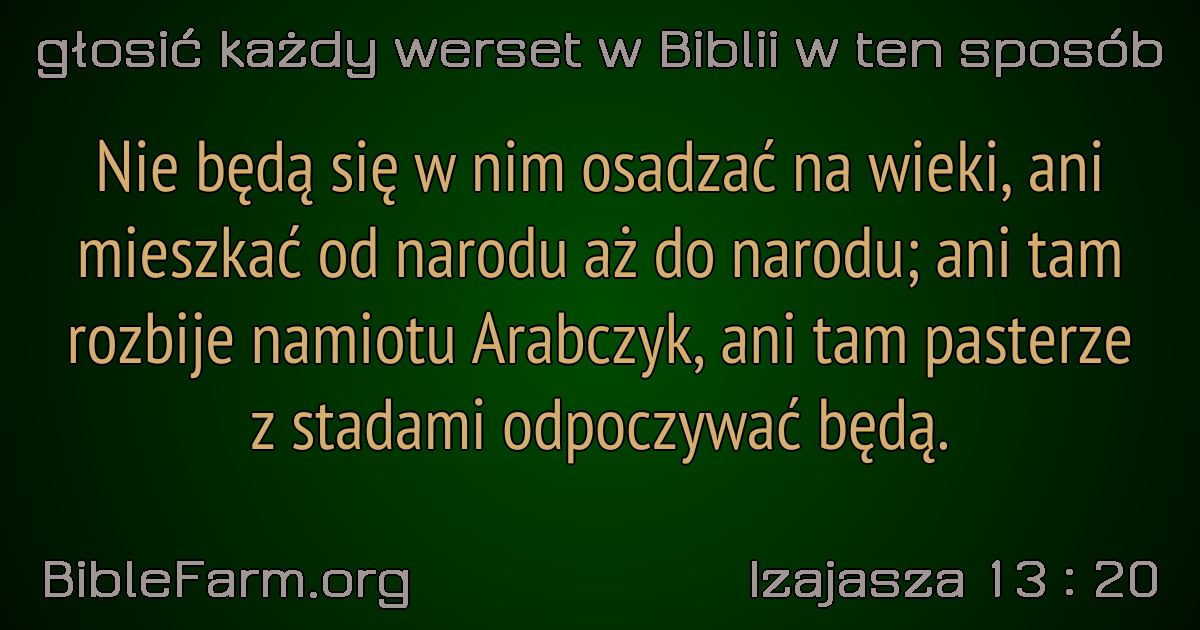 głosić każdy werset w Biblii w ten sposób
Nie będą się w nim osadzać na wieki, ani
mieszkać od narodu aż do narodu; ani tam
rozbije namiotu Arabczyk, ani tam pasterze
z stadami odpoczywać będą.
BibleFarm.org
Izajasza 13 : 20